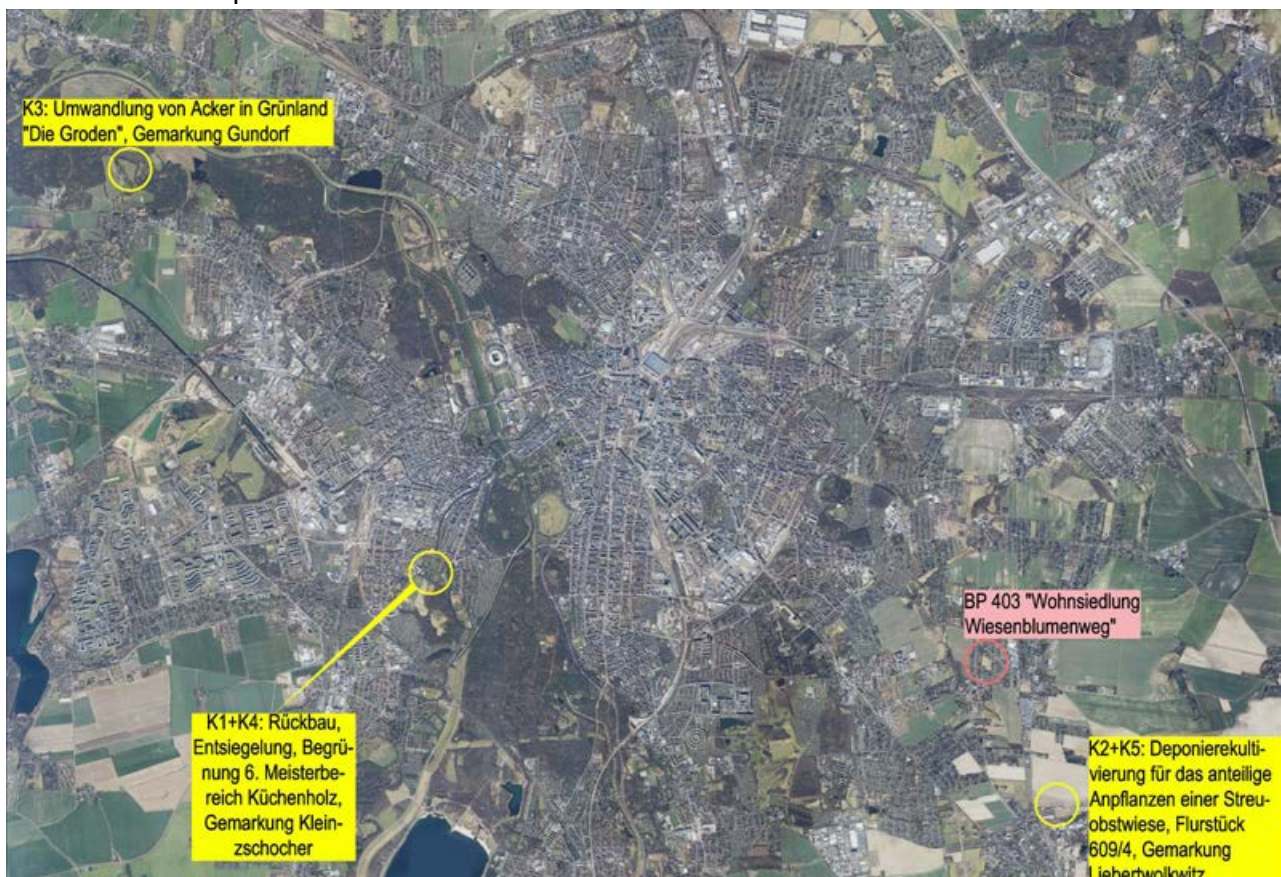 K3: Umwandlung von Acker in Grünland
"Die Groden", Gemarkung Gundorf
BP 403 "Wohnsiedlung
Wiesenblumenweg"
K1+K4: Rückbau,
Entsiegelung, Begrü-
nung 6. Meisterbe-
reich Küchenholz,
Gemarkung Klein-
zschocher
K2+K5: Deponierekulti-
vierung für das anteilige
Anpflanzen einer Streu-
obstwiese, Flurstück
609/4, Gemarkung
Liebertwolkwitz